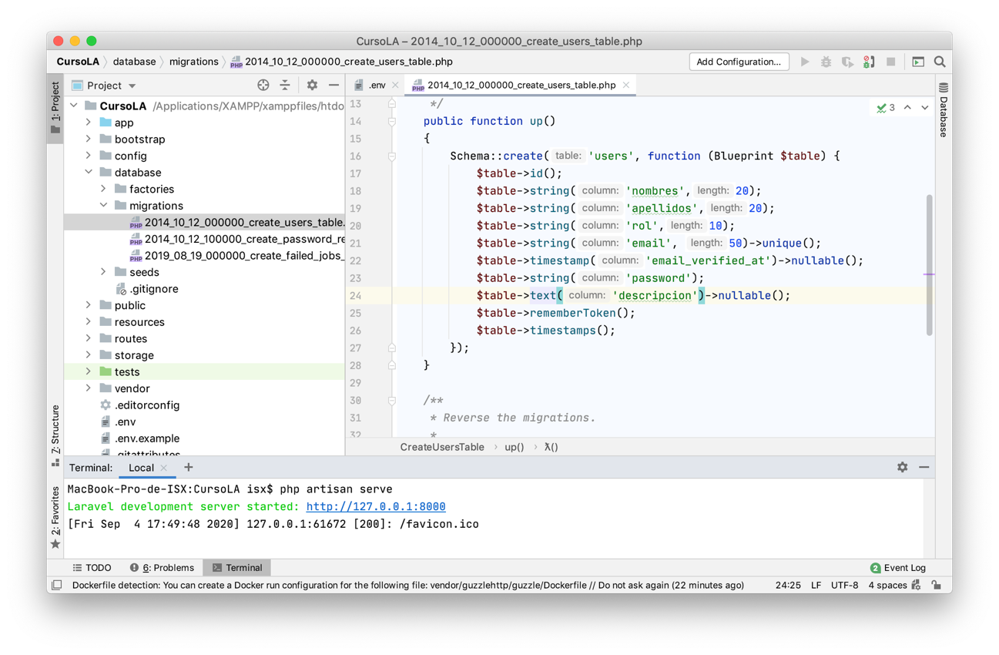 CursoLA – 2014_10_12_000000_create_users_table.php
CursoLA database migrations 2014_10_12_000000_create_users_table.php Add Configuration...
1: Project
Project
CursoLA /Applications/XAMPP/xamppfiles/htdo
app
bootstrap
config
database
factories
migrations
2014_10_12_000000_create_users_table.
2014_10_12_100000_create_password_re
2019_08_19_000000_create_failed_jobs_
seeds
.gitignore
public
resources
routes
storage
tests
vendor
.editorconfig
.env
.env.example
.gitattributes
.env 2014_10_12_000000_create_users_table.php
3
Database
13 */
14 public function up()
15 {
16 Schema::create( table: 'users', function (Blueprint $table) {
17 $table->id();
18 $table->string( column: 'nombres', length: 20);
19 $table->string( column: 'apellidos', length: 20);
20 $table->string( column: 'rol', length: 10);
21 $table->string( column: 'email', length: 50)->unique();
22 $table->timestamp( column: 'email_verified_at')->nullable();
23 $table->string( column: 'password');
24 $table->text( column: 'descripcion')->nullable();
25 $table->rememberToken();
26 $table->timestamps();
27 });
28 }
29
30 /**
31 * Reverse the migrations.
32 *
CreateUsersTable › up() › λ()
7: Structure
2: Favorites
Terminal: Local
MacBook-Pro-de-ISX:CursoLA isx$ php artisan serve
Laravel development server started: http://127.0.0.1:8000
[Fri Sep  4 17:49:48 2020] 127.0.0.1:61672 [200]: /favicon.ico
TODO 6: Problems Terminal 2 Event Log
Dockerfile detection: You can create a Docker run configuration for the following file: vendor/guzzlehttp/guzzle/Dockerfile // Do not ask again (22 minutes ago) 24:25 LF UTF-8 4 spaces